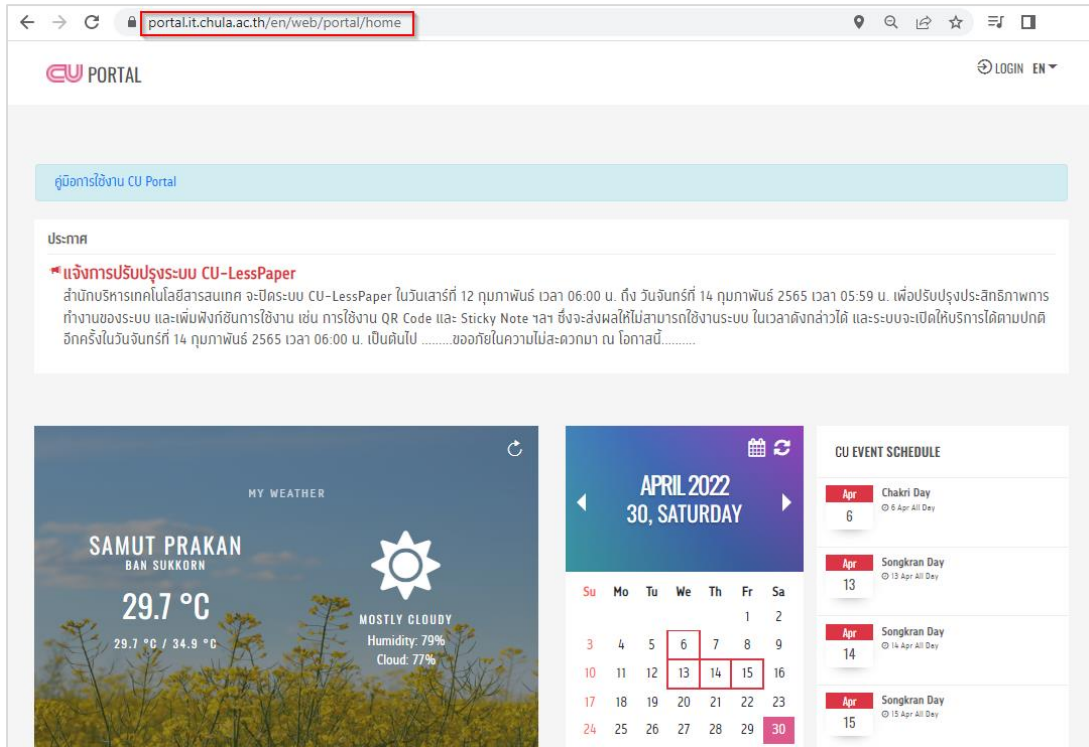 portal.it.chula.ac.th/en/web/portal/home
CU PORTAL
LOGIN EN
คู่มือการใช้งาน CU Portal
ประกาศ
แจ้งการปรับปรุงระบบ CU-LessPaper
สำนักบริหารเทคโนโลยีสารสนเทศ จะปิดระบบ CU-LessPaper ในวันเสาร์ที่ 12 กุมภาพันธ์ เวลา 06:00 น. ถึง วันจันทร์ที่ 14 กุมภาพันธ์ 2565 เวลา 05:59 น. เพื่อปรับปรุงประสิทธิภาพการ
ทำงานของระบบ และเพิ่มฟังก์ชันการใช้งาน เช่น การใช้งาน QR Code และ Sticky Note ฯลฯ ซึ่งจะส่งผลให้ไม่สามารถใช้งานระบบ ในเวลาดังกล่าวได้ และระบบจะเปิดให้บริการได้ตามปกติ
อีกครั้งในวันจันทร์ที่ 14 กุมภาพันธ์ 2565 เวลา 06:00 น. เป็นต้นไป .........ขออภัยในความไม่สะดวกมา ณ โอกาสนี้..........
MY WEATHER
SAMUT PRAKAN
BAN SUKKORN
29.7 °C
29.7 °C / 34.9 °C
MOSTLY CLOUDY
Humidity: 79%
Cloud: 77%
APRIL 2022
30, SATURDAY
Su Mo Tu We Th Fr Sa
1 2
3 4 5 6 7 8 9
10 11 12 13 14 15 16
17 18 19 20 21 22 23
24 25 26 27 28 29 30
CU EVENT SCHEDULE
Apr
6
Chakri Day
6 Apr All Day
Apr
13
Songkran Day
13 Apr All Day
Apr
14
Songkran Day
14 Apr All Day
Apr
15
Songkran Day
15 Apr All Day